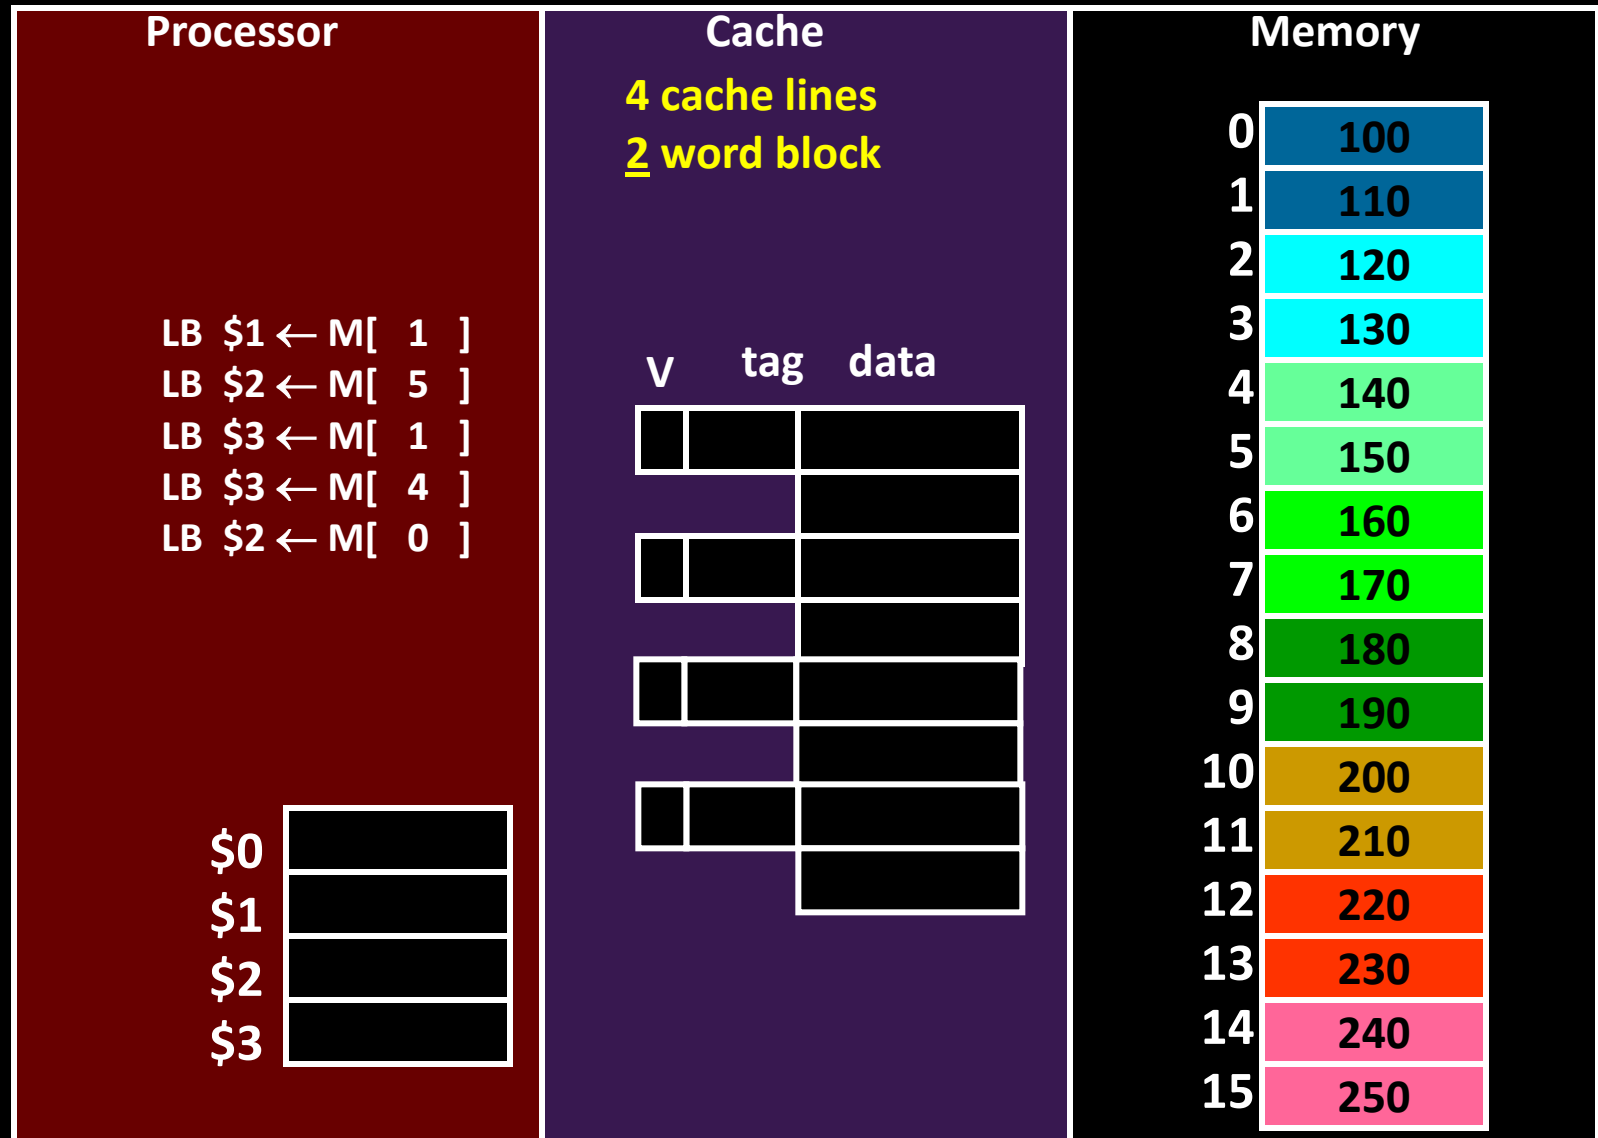 Processor
LB $1 ← M[ 1 ]
LB $2 ← M[ 5 ]
LB $3 ← M[ 1 ]
LB $3 ← M[ 4 ]
LB $2 ← M[ 0 ]
$0
$1
$2
$3
Cache
4 cache lines
2 word block
V tag data
Memory
0 100
1 110
2 120
3 130
4 140
5 150
6 160
7 170
8 180
9 190
10 200
11 210
12 220
13 230
14 240
15 250